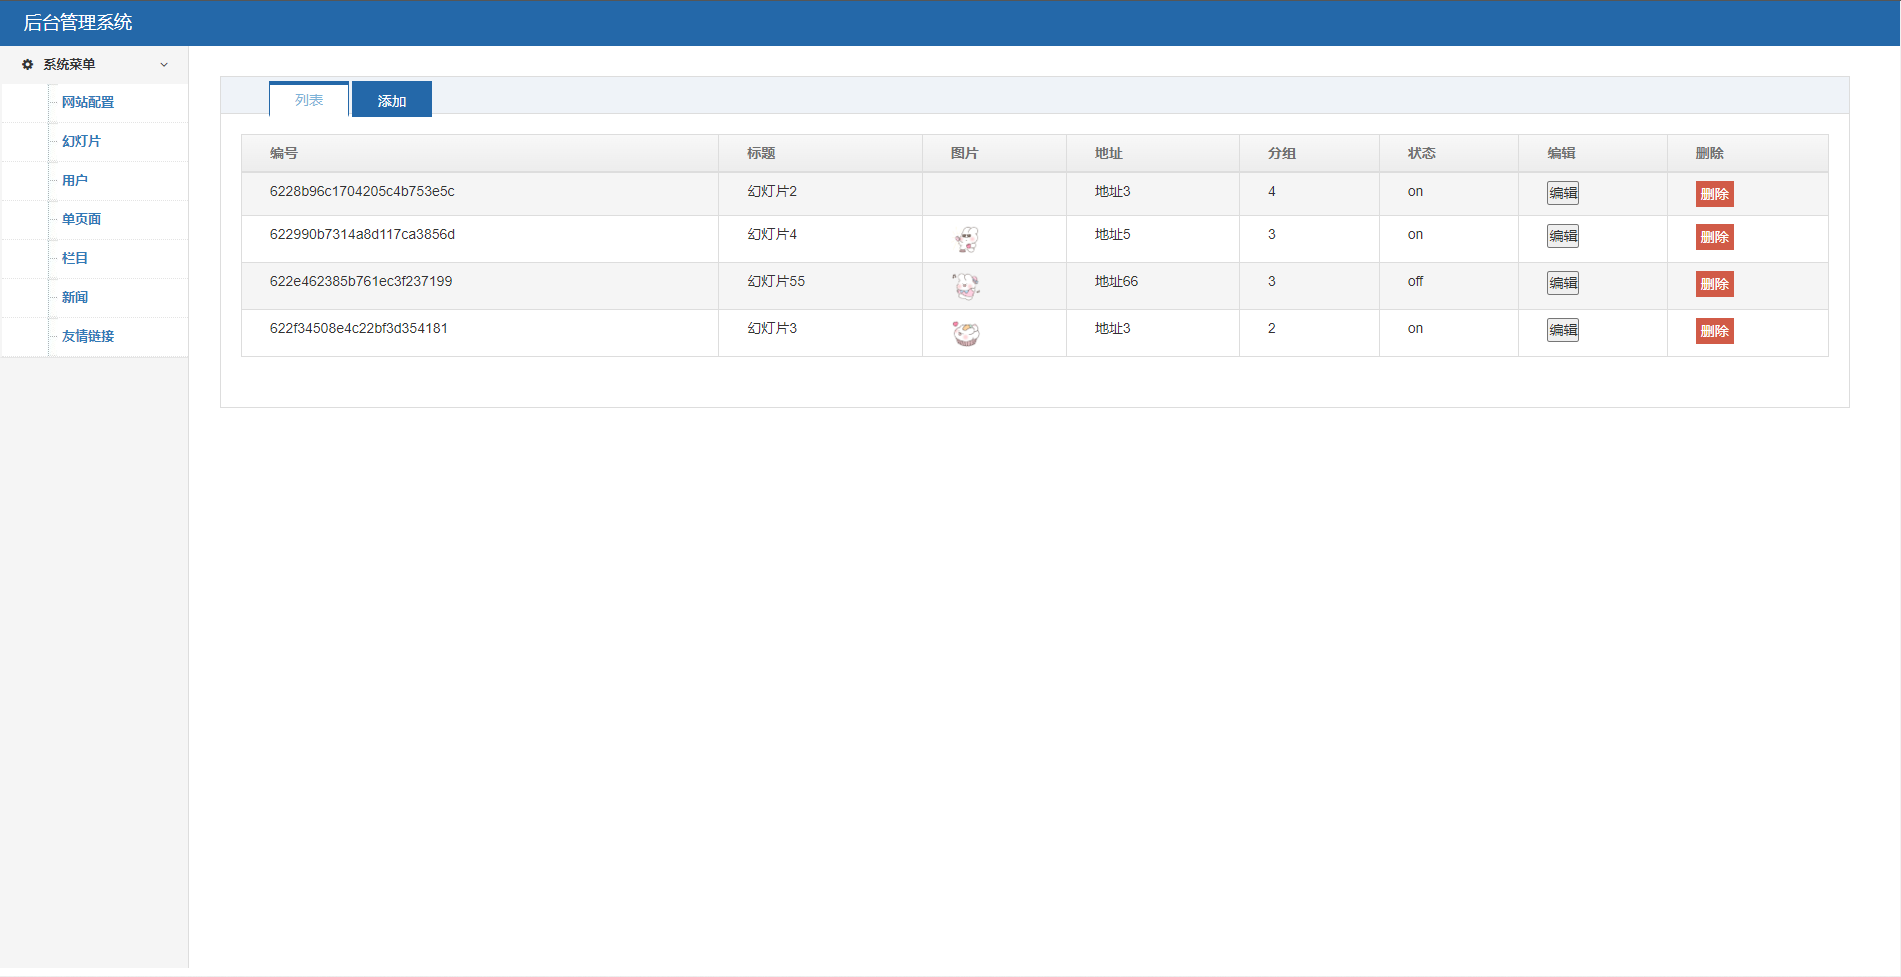 后台管理系统
系统菜单
网站配置
幻灯片
用户
单页面
栏目
新闻
友情链接
列表 添加
编号 标题 图片 地址 分组 状态 编辑 删除
6228b96c1704205c4b753e5c 幻灯片2 地址3 4 on 编辑 删除
622990b7314a8d117ca3856d 幻灯片4 地址5 3 on 编辑 删除
622e462385b761ec3f237199 幻灯片55 地址66 3 off 编辑 删除
622f34508e4c22bf3d354181 幻灯片3 地址3 2 on 编辑 删除